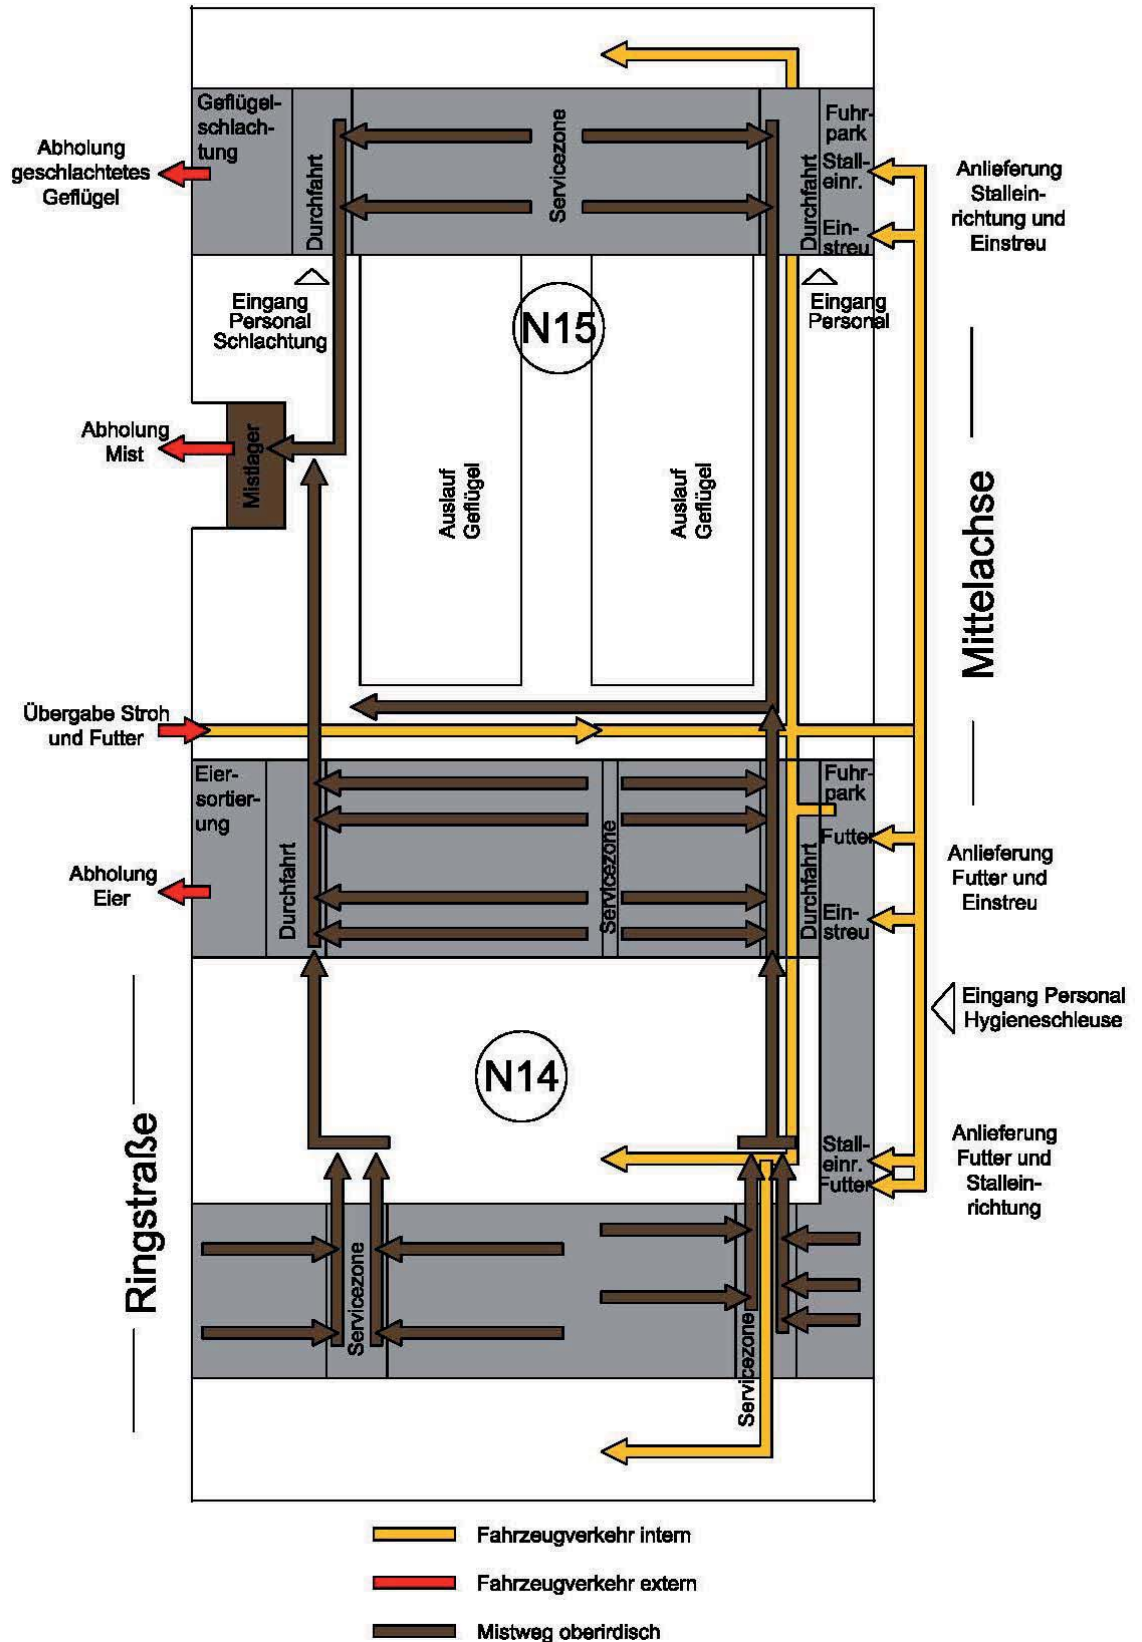 Geflügel-
schlach-
tung
Durchfahrt
Servicezone
Durchfahrt
Fuhr-
park
Stall-
einr.
Ein-
streu
Abholung
geschlachtetes
Geflügel
Anlieferung
Stallein-
richtung und
Einstreu
Eingang
Personal
Schlachtung
N15
Eingang
Personal
Abholung
Mist
Mistlager
Auslauf
Geflügel
Auslauf
Geflügel
Mittelachse
Übergabe Stroh
und Futter
Eier-
sortier-
ung
Durchfahrt
Servicezone
Durchfahrt
Fuhr-
park
Futter
Ein-
streu
Abholung
Eier
Anlieferung
Futter und
Einstreu
Eingang Personal
Hygieneschleuse
N14
Ringstraße
Stall-
einr.
Futter
Anlieferung
Futter und
Stallein-
richtung
Servicezone
Servicezone
Fahrzeugverkehr intern
Fahrzeugverkehr extern
Mistweg oberirdisch